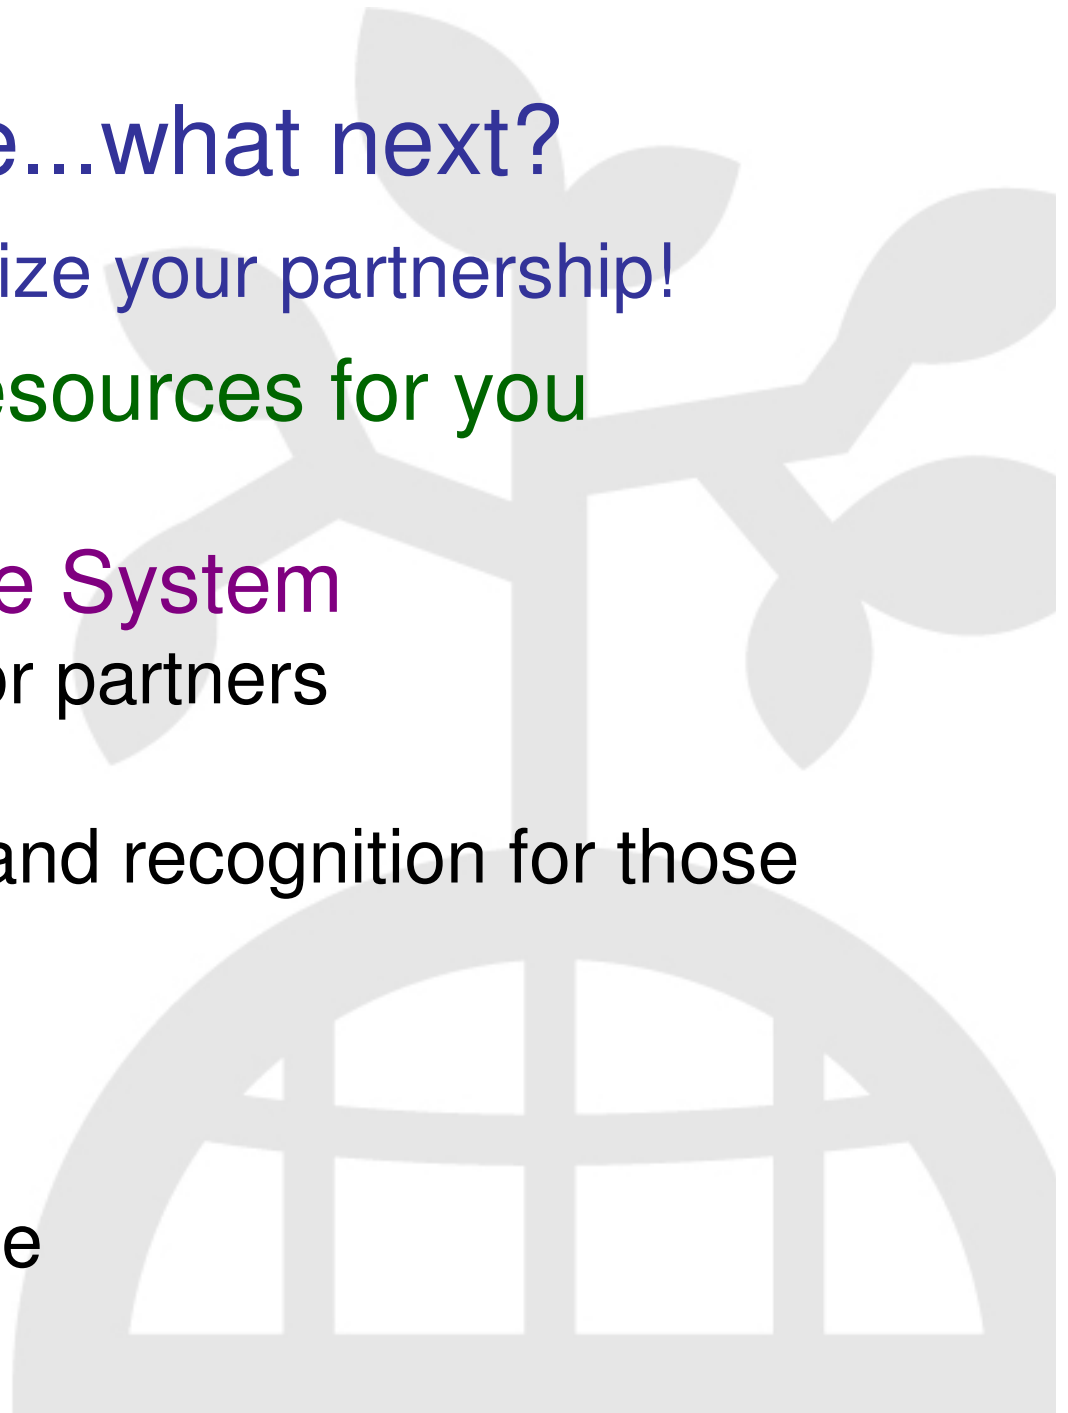 e...what next?
ize your partnership!
esources for you
e System
or partners
and recognition for those
e